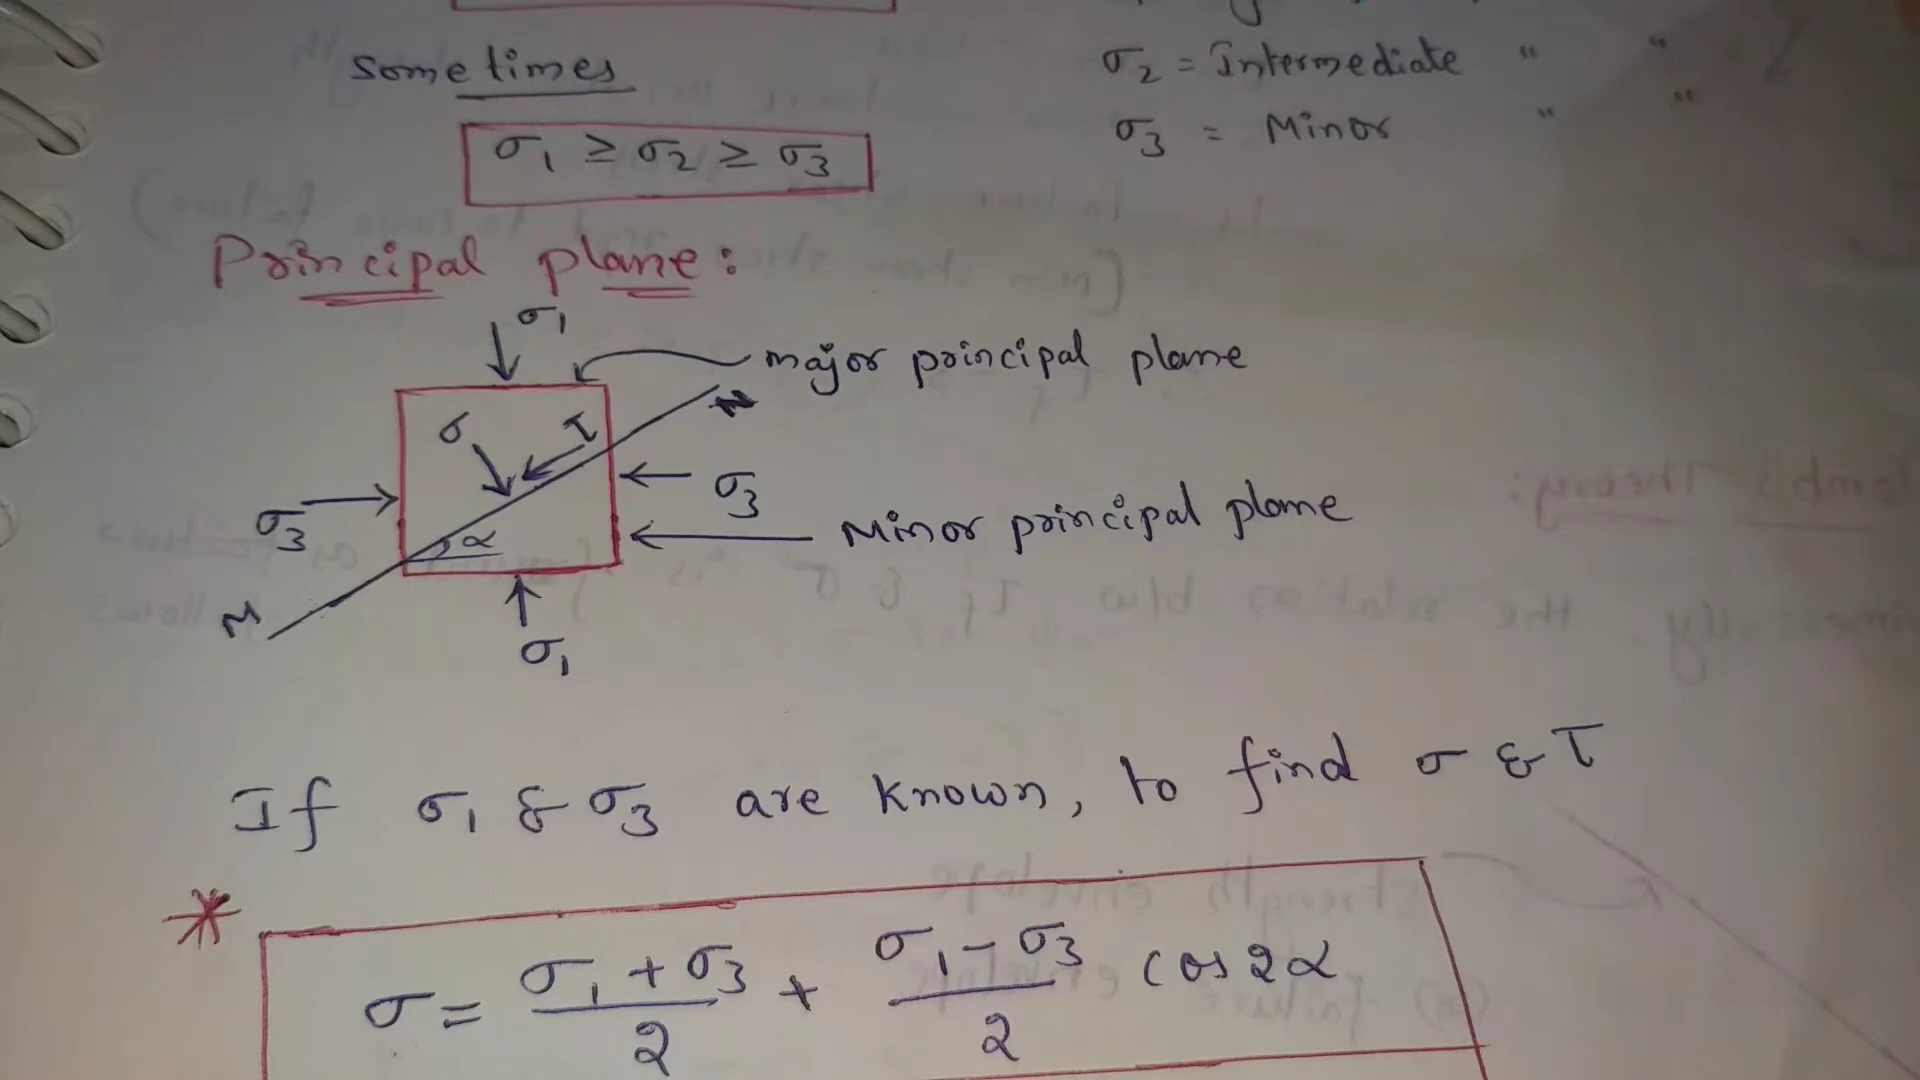 Sometimes
σ₂ = Intermediate " "
σ₃ = Minor " "
σ₁ ≥ σ₂ ≥ σ₃
Principal plane:
σ₁
major principal plane
N
σ
τ
σ₃
σ₃
Minor principal plane
α
M
σ₁
If σ₁ & σ₃ are known, to find σ & τ
*
σ = (σ₁ + σ₃)/2 + (σ₁ - σ₃)/2 cos 2α